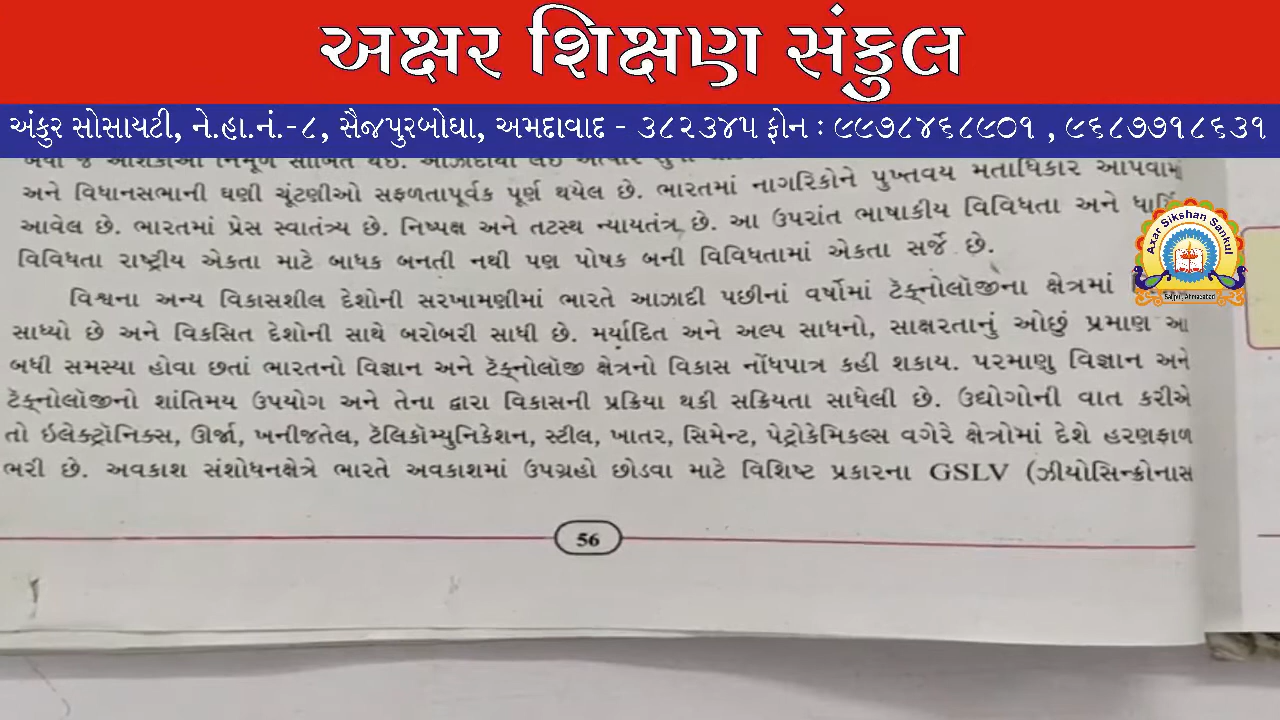 અક્ષર શિક્ષણ સંકુલ
અંકુર સોસાયટી, ને.હા.નં.-૮, સૈજપુરબોઘા, અમદાવાદ - ૩૮૨૩૪૫ ફોન : ૯૯૭૮૪૬૮૯૦૧ , ૯૬૮૭૭૧૮૬૩૧
અને વિધાનસભાની ઘણી ચૂંટણીઓ સફળતાપૂર્વક પૂર્ણ થયેલ છે. ભારતમાં નાગરિકોને પુખ્તવય મતાધિકાર આપવામાં
આવેલ છે. ભારતમાં પ્રેસ સ્વાતંત્ર્ય છે. નિષ્પક્ષ અને તટસ્થ ન્યાયતંત્ર છે. આ ઉપરાંત ભાષાકીય વિવિધતા અને
વિવિધતા રાષ્ટ્રીય એકતા માટે બાધક બનતી નથી પણ પોષક બની વિવિધતામાં એકતા સર્જે છે.
વિશ્વના અન્ય વિકાસશીલ દેશોની સરખામણીમાં ભારતે આઝાદી પછીનાં વર્ષોમાં ટૅક્નોલૉજીના ક્ષેત્રમાં
સાધ્યો છે અને વિકસિત દેશોની સાથે બરોબરી સાધી છે. મર્યાદિત અને અલ્પ સાધનો, સાક્ષરતાનું ઓછું પ્રમાણ આ
બધી સમસ્યા હોવા છતાં ભારતનો વિજ્ઞાન અને ટૅક્નોલૉજી ક્ષેત્રનો વિકાસ નોંધપાત્ર કહી શકાય. પરમાણુ વિજ્ઞાન અને
ટૅક્નોલૉજીનો શાંતિમય ઉપયોગ અને તેના દ્વારા વિકાસની પ્રક્રિયા થકી સક્રિયતા સાધેલી છે. ઉદ્યોગોની વાત કરીએ
તો ઇલેક્ટ્રૉનિક્સ, ઊર્જા, ખનીજતેલ, ટૅલિકૉમ્યુનિકેશન, સ્ટીલ, ખાતર, સિમેન્ટ, પેટ્રોકેમિકલ્સ વગેરે ક્ષેત્રોમાં દેશે હરણફાળ
ભરી છે. અવકાશ સંશોધનક્ષેત્રે ભારતે અવકાશમાં ઉપગ્રહો છોડવા માટે વિશિષ્ટ પ્રકારના GSLV (ઝીયોસિન્ક્રોનાસ
56
Axar Sikshan Sankul
Saijpur, Ahmedabad